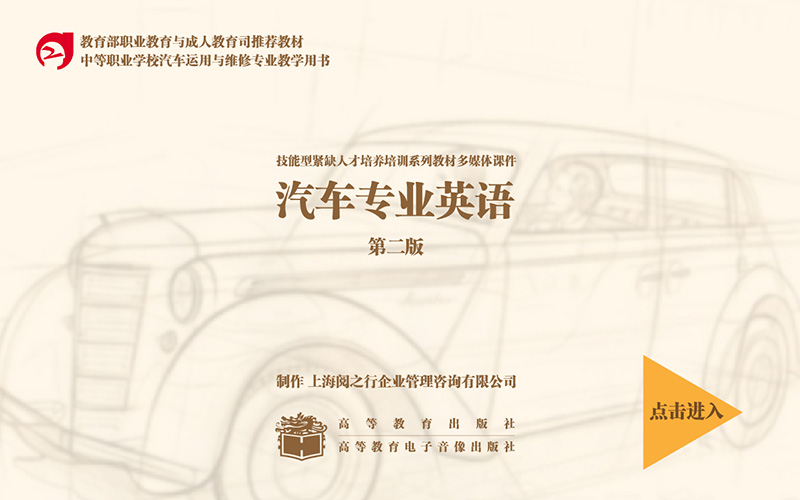 教育部职业教育与成人教育司推荐教材
中等职业学校汽车运用与维修专业教学用书
技能型紧缺人才培养培训系列教材多媒体课件
汽车专业英语
第二版
制作 上海阅之行企业管理咨询有限公司
高等教育出版社
高等教育电子音像出版社
点击进入